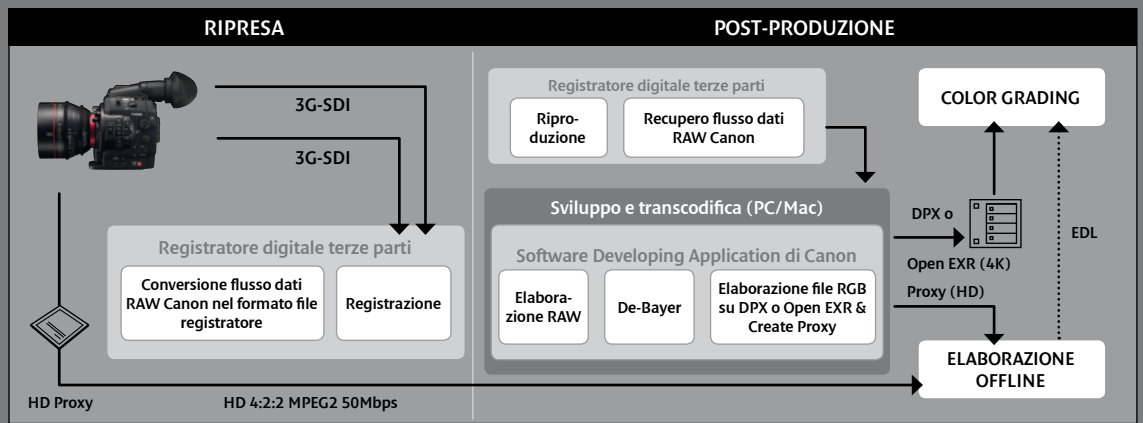 RIPRESA
3G-SDI
3G-SDI
Registratore digitale terze parti
Conversione flusso dati
RAW Canon nel formato file
registratore
Registrazione
HD Proxy
HD 4:2:2 MPEG2 50Mbps
POST-PRODUZIONE
Registratore digitale terze parti
Ripro-
duzione
Recupero flusso dati
RAW Canon
Sviluppo e transcodifica (PC/Mac)
Software Developing Application di Canon
Elabora-
zione RAW
De-Bayer
Elaborazione file RGB
su DPX o Open EXR &
Create Proxy
COLOR GRADING
DPX o
Open EXR (4K)
EDL
Proxy (HD)
ELABORAZIONE
OFFLINE